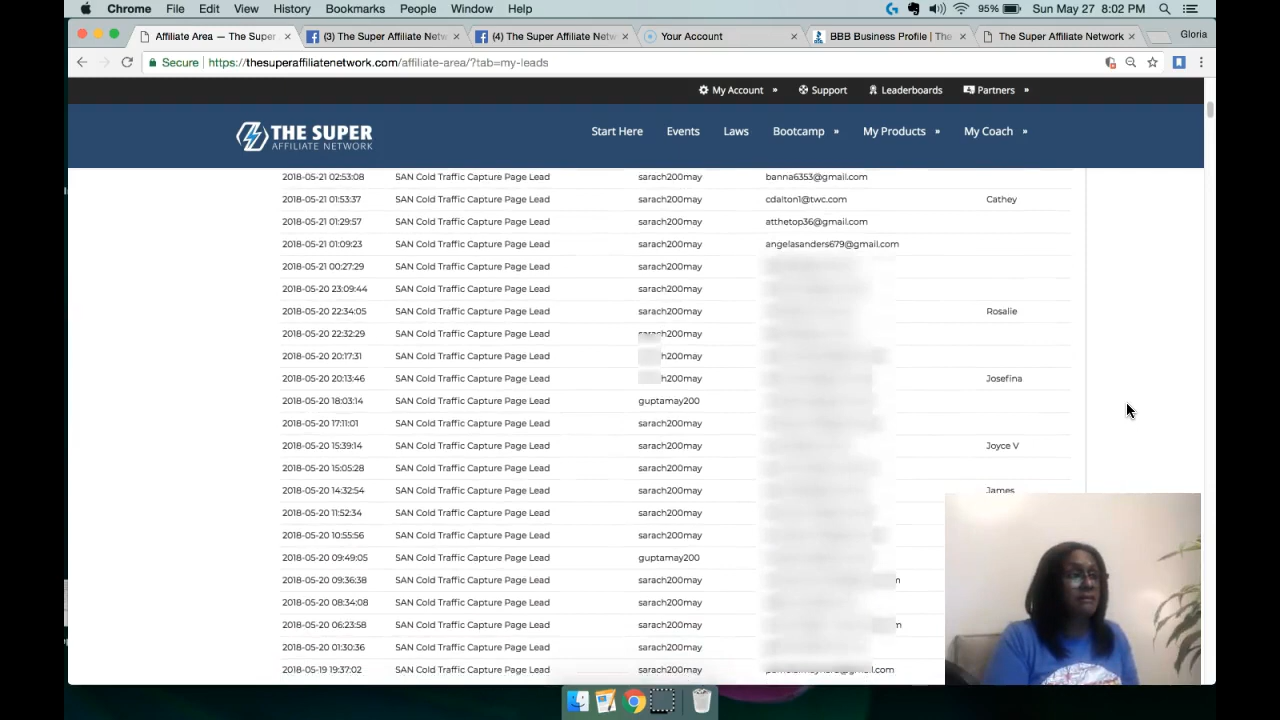 Chrome File Edit View History Bookmarks People Window Help 95% Sun May 27 8:02 PM
Affiliate Area — The Super (3) The Super Affiliate Netw (4) The Super Affiliate Netw Your Account BBB Business Profile | The The Super Affiliate Network Gloria
Secure https://thesuperaffiliatenetwork.com/affiliate-area/?tab=my-leads
My Account » Support Leaderboards Partners »
THE SUPER AFFILIATE NETWORK Start Here Events Laws Bootcamp » My Products » My Coach »
2018-05-21 02:53:08 SAN Cold Traffic Capture Page Lead sarach200may banna6353@gmail.com
2018-05-21 01:53:37 SAN Cold Traffic Capture Page Lead sarach200may cdalton1@twc.com Cathey
2018-05-21 01:29:57 SAN Cold Traffic Capture Page Lead sarach200may atthetop36@gmail.com
2018-05-21 01:09:23 SAN Cold Traffic Capture Page Lead sarach200may angelasanders679@gmail.com
2018-05-21 00:27:29 SAN Cold Traffic Capture Page Lead sarach200may
2018-05-20 23:09:44 SAN Cold Traffic Capture Page Lead sarach200may
2018-05-20 22:34:05 SAN Cold Traffic Capture Page Lead sarach200may Rosalie
2018-05-20 22:32:29 SAN Cold Traffic Capture Page Lead sarach200may
2018-05-20 20:17:31 SAN Cold Traffic Capture Page Lead h200may
2018-05-20 20:13:46 SAN Cold Traffic Capture Page Lead h200may Josefina
2018-05-20 18:03:14 SAN Cold Traffic Capture Page Lead guptamay200
2018-05-20 17:11:01 SAN Cold Traffic Capture Page Lead sarach200may
2018-05-20 15:39:14 SAN Cold Traffic Capture Page Lead sarach200may Joyce V
2018-05-20 15:05:28 SAN Cold Traffic Capture Page Lead sarach200may
2018-05-20 14:32:54 SAN Cold Traffic Capture Page Lead sarach200may James
2018-05-20 11:52:34 SAN Cold Traffic Capture Page Lead sarach200may
2018-05-20 10:55:56 SAN Cold Traffic Capture Page Lead sarach200may
2018-05-20 09:49:05 SAN Cold Traffic Capture Page Lead guptamay200
2018-05-20 09:36:38 SAN Cold Traffic Capture Page Lead sarach200may
2018-05-20 08:34:08 SAN Cold Traffic Capture Page Lead sarach200may
2018-05-20 06:23:58 SAN Cold Traffic Capture Page Lead sarach200may
2018-05-20 01:30:36 SAN Cold Traffic Capture Page Lead sarach200may
2018-05-19 19:37:02 SAN Cold Traffic Capture Page Lead sarach200may